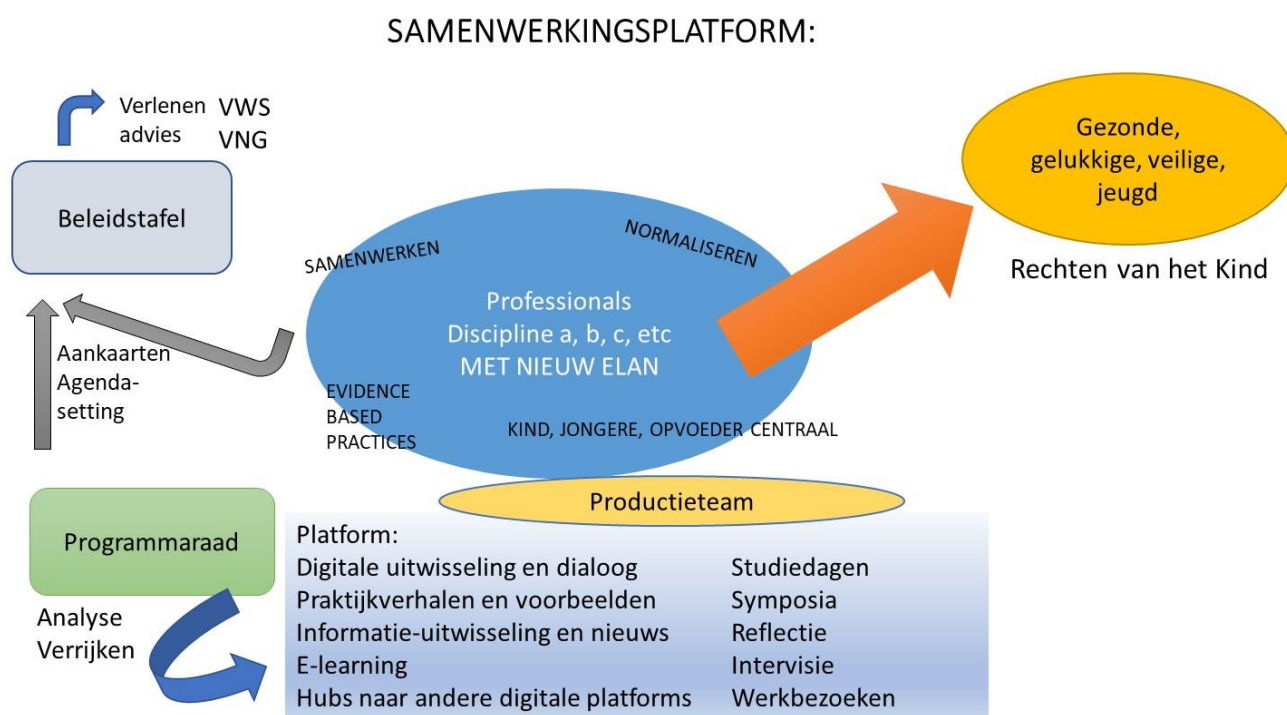 SAMENWERKINGSPLATFORM:
Verlenen
advies
VWS
VNG
Beleidstafel
Aankaarten
Agenda-
setting
Programmaraad
Analyse
Verrijken
SAMENWERKEN
NORMALISEREN
Professionals
Discipline a, b, c, etc
MET NIEUW ELAN
EVIDENCE
BASED
PRACTICES
KIND, JONGERE, OPVOEDER CENTRAAL
Gezonde,
gelukkige, veilige,
jeugd
Rechten van het Kind
Productieteam
Platform:
Digitale uitwisseling en dialoog
Praktijkverhalen en voorbeelden
Informatie-uitwisseling en nieuws
E-learning
Hubs naar andere digitale platforms
Studiedagen
Symposia
Reflectie
Intervisie
Werkbezoeken